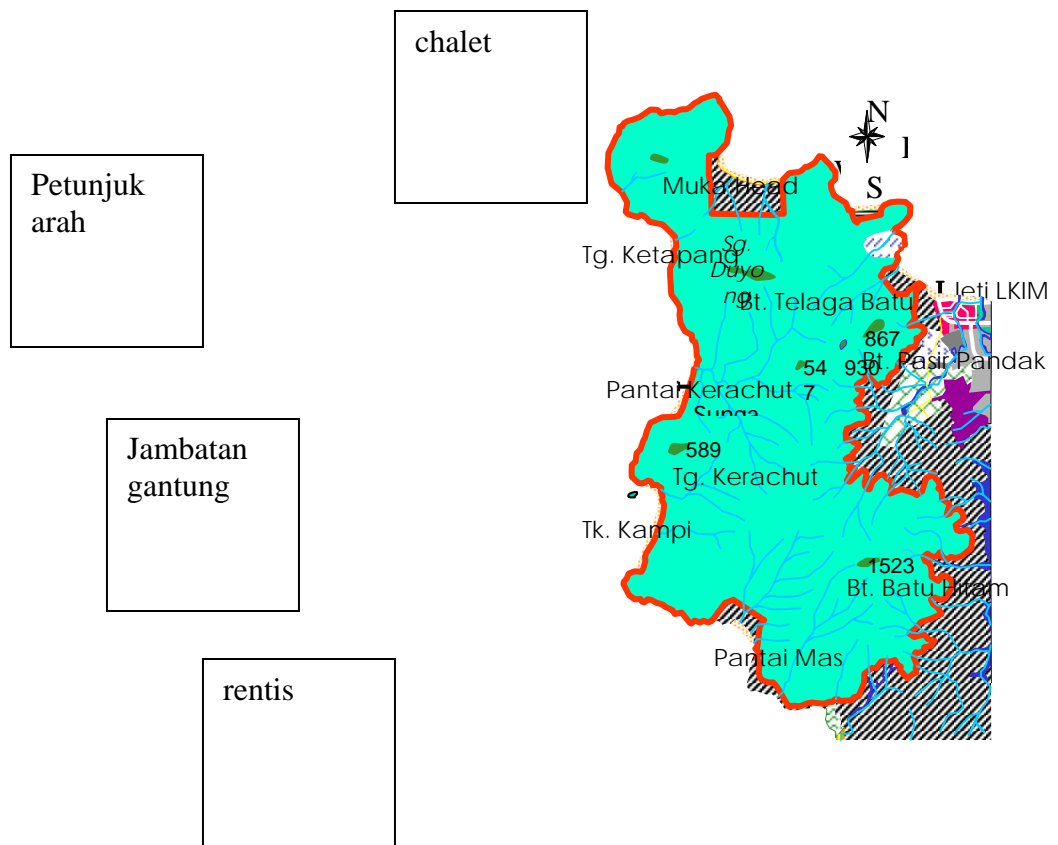 chalet
Petunjuk
arah
Jambatan
gantung
rentis
N
S
Muka Head
Tg. Ketapang
Sg.
Duyo
ng
Bt. Telaga Batu
Jeti LKIM
867
Bt. Pasir Pandak
54
7
930
Pantai Kerachut
Sunga
589
Tg. Kerachut
Tk. Kampi
1523
Bt. Batu Hitam
Pantai Mas